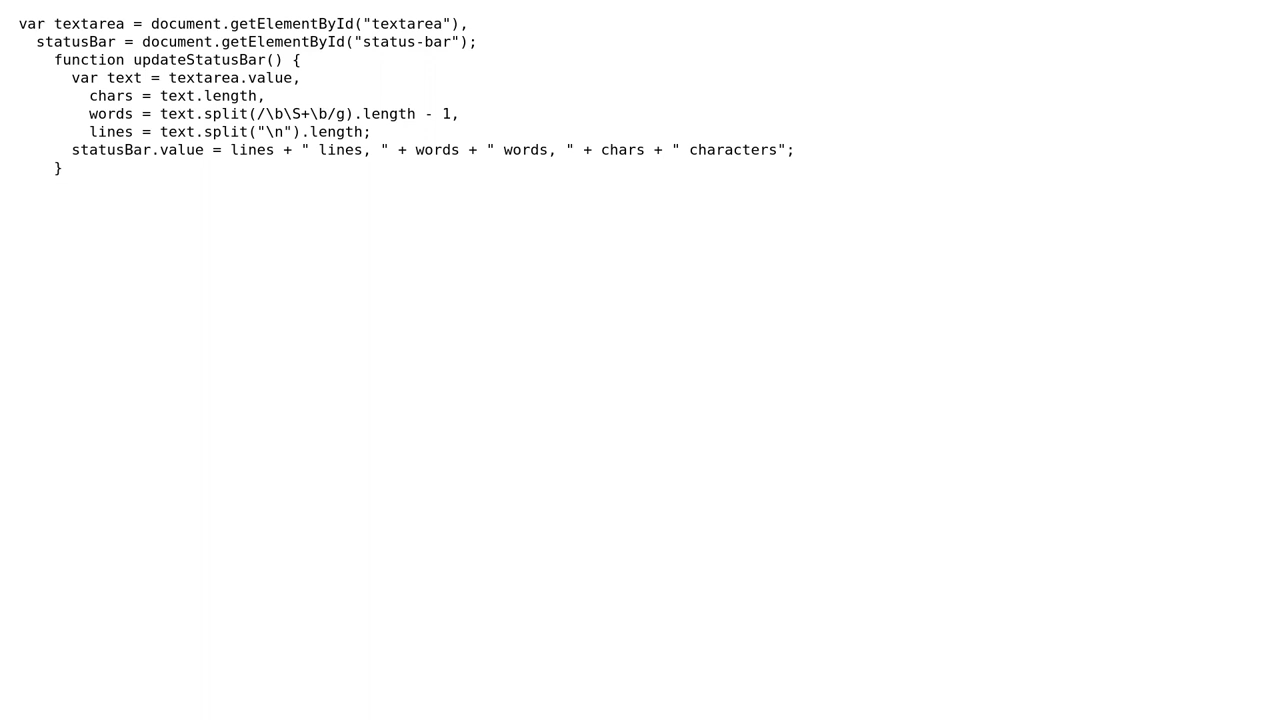 var textarea = document.getElementById("textarea"),
  statusBar = document.getElementById("status-bar");
    function updateStatusBar() {
      var text = textarea.value,
        chars = text.length,
        words = text.split(/\b\S+\b/g).length - 1,
        lines = text.split("\n").length;
      statusBar.value = lines + " lines, " + words + " words, " + chars + " characters";
    }